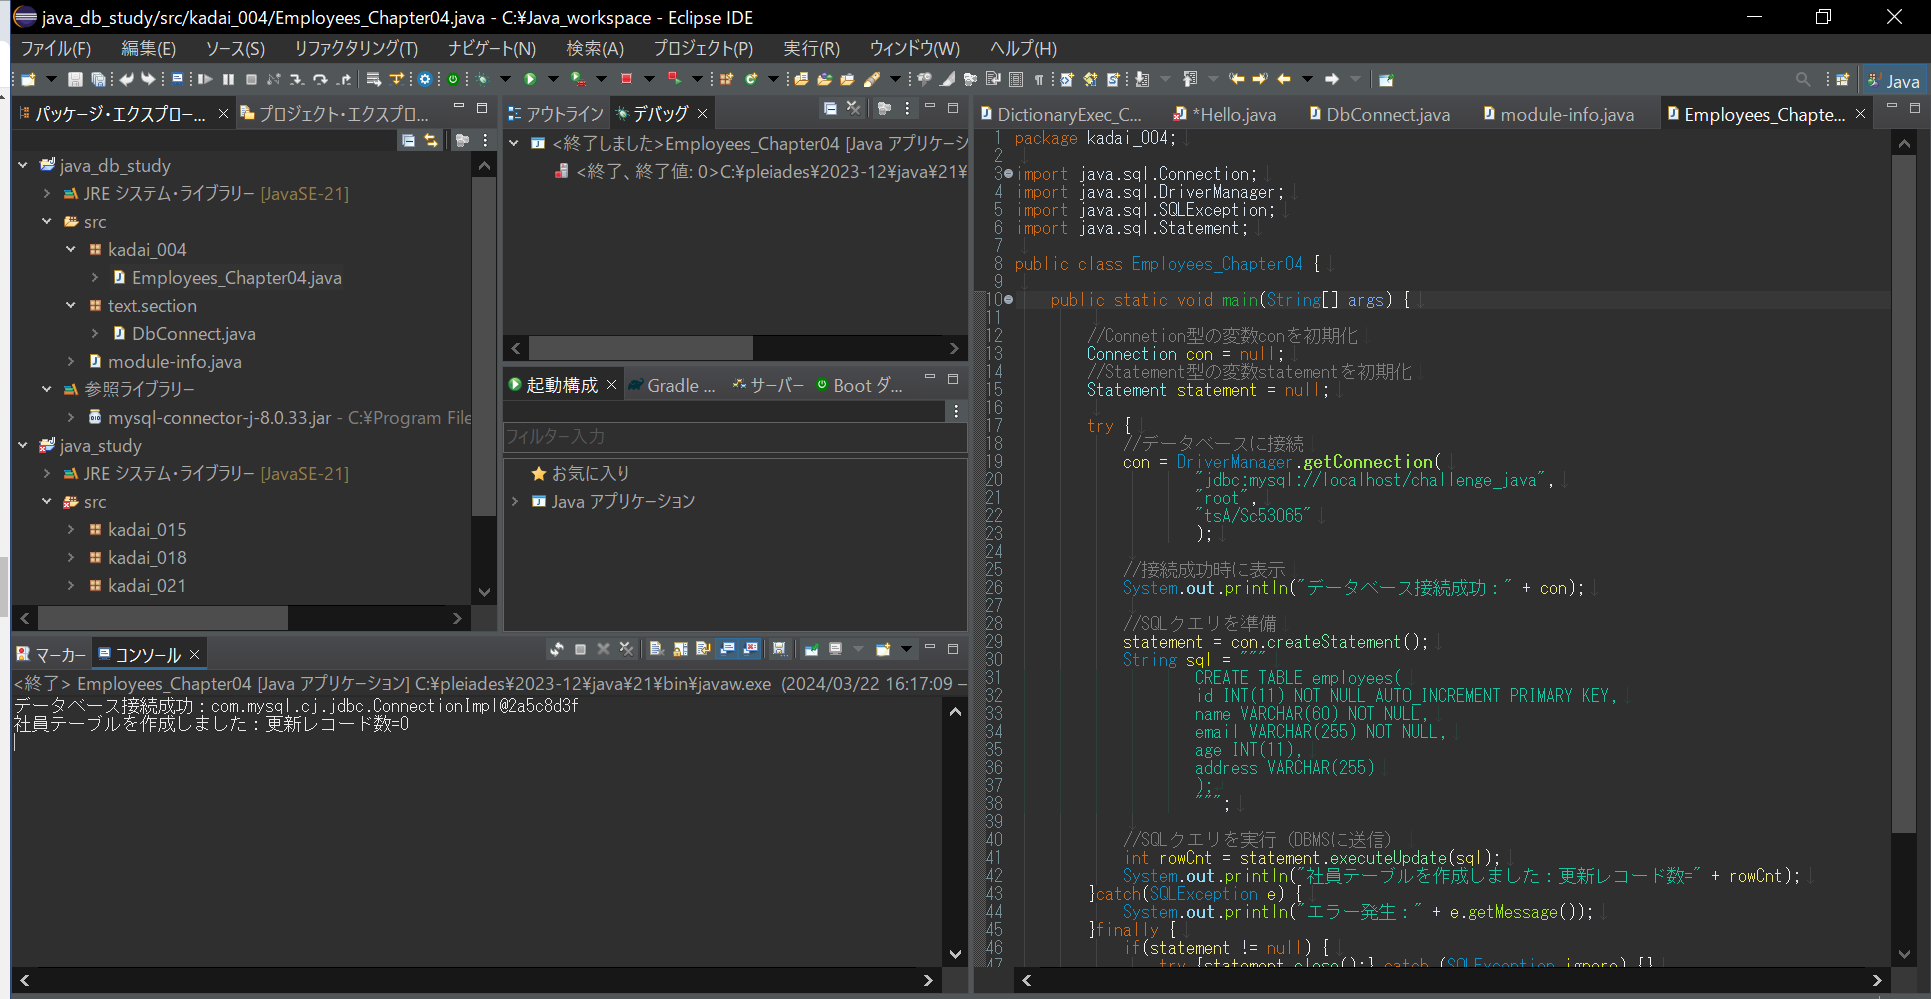 java_db_study/src/kadai_004/Employees_Chapter04.java - C:¥Java_workspace - Eclipse IDE
ファイル(F) 編集(E) ソース(S) リファクタリング(T) ナビゲート(N) 検索(A) プロジェクト(P) 実行(R) ウィンドウ(W) ヘルプ(H)
Java
パッケージ・エクスプロー... プロジェクト・エクスプロ...
java_db_study
JRE システム・ライブラリー [JavaSE-21]
src
kadai_004
Employees_Chapter04.java
text.section
DbConnect.java
module-info.java
参照ライブラリー
mysql-connector-j-8.0.33.jar - C:¥Program File
java_study
JRE システム・ライブラリー [JavaSE-21]
src
kadai_015
kadai_018
kadai_021
アウトライン デバッグ
<終了しました>Employees_Chapter04 [Java アプリケーシ
<終了、終了値: 0>C:¥pleiades¥2023-12¥java¥21¥
起動構成 Gradle ... サーバー Boot ダ...
フィルター入力
お気に入り
Java アプリケーション
マーカー コンソール
<終了> Employees_Chapter04 [Java アプリケーション] C:¥pleiades¥2023-12¥java¥21¥bin¥javaw.exe (2024/03/22 16:17:09 –
データベース接続成功：com.mysql.cj.jdbc.ConnectionImpl@2a5c8d3f
社員テーブルを作成しました：更新レコード数=0
DictionaryExec_C... *Hello.java DbConnect.java module-info.java Employees_Chapte...
1 package kadai_004;
2
3 import java.sql.Connection;
4 import java.sql.DriverManager;
5 import java.sql.SQLException;
6 import java.sql.Statement;
7
8 public class Employees_Chapter04 {
9
10 public static void main(String[] args) {
11
12 //Connetion型の変数conを初期化
13 Connection con = null;
14 //Statement型の変数statementを初期化
15 Statement statement = null;
16
17 try {
18 //データベースに接続
19 con = DriverManager.getConnection(
20 "jdbc:mysql://localhost/challenge_java",
21 "root",
22 "tsA/Sc53065"
23 );
24
25 //接続成功時に表示
26 System.out.println("データベース接続成功：" + con);
27
28 //SQLクエリを準備
29 statement = con.createStatement();
30 String sql = """
31 CREATE TABLE employees(
32 id INT(11) NOT NULL AUTO_INCREMENT PRIMARY KEY,
33 name VARCHAR(60) NOT NULL,
34 email VARCHAR(255) NOT NULL,
35 age INT(11),
36 address VARCHAR(255)
37 );
38 """;
39
40 //SQLクエリを実行（DBMSに送信）
41 int rowCnt = statement.executeUpdate(sql);
42 System.out.println("社員テーブルを作成しました：更新レコード数=" + rowCnt);
43 }catch(SQLException e) {
44 System.out.println("エラー発生：" + e.getMessage());
45 }finally {
46 if(statement != null) {
47 try {statement.close();} catch (SQLException ignore) {}